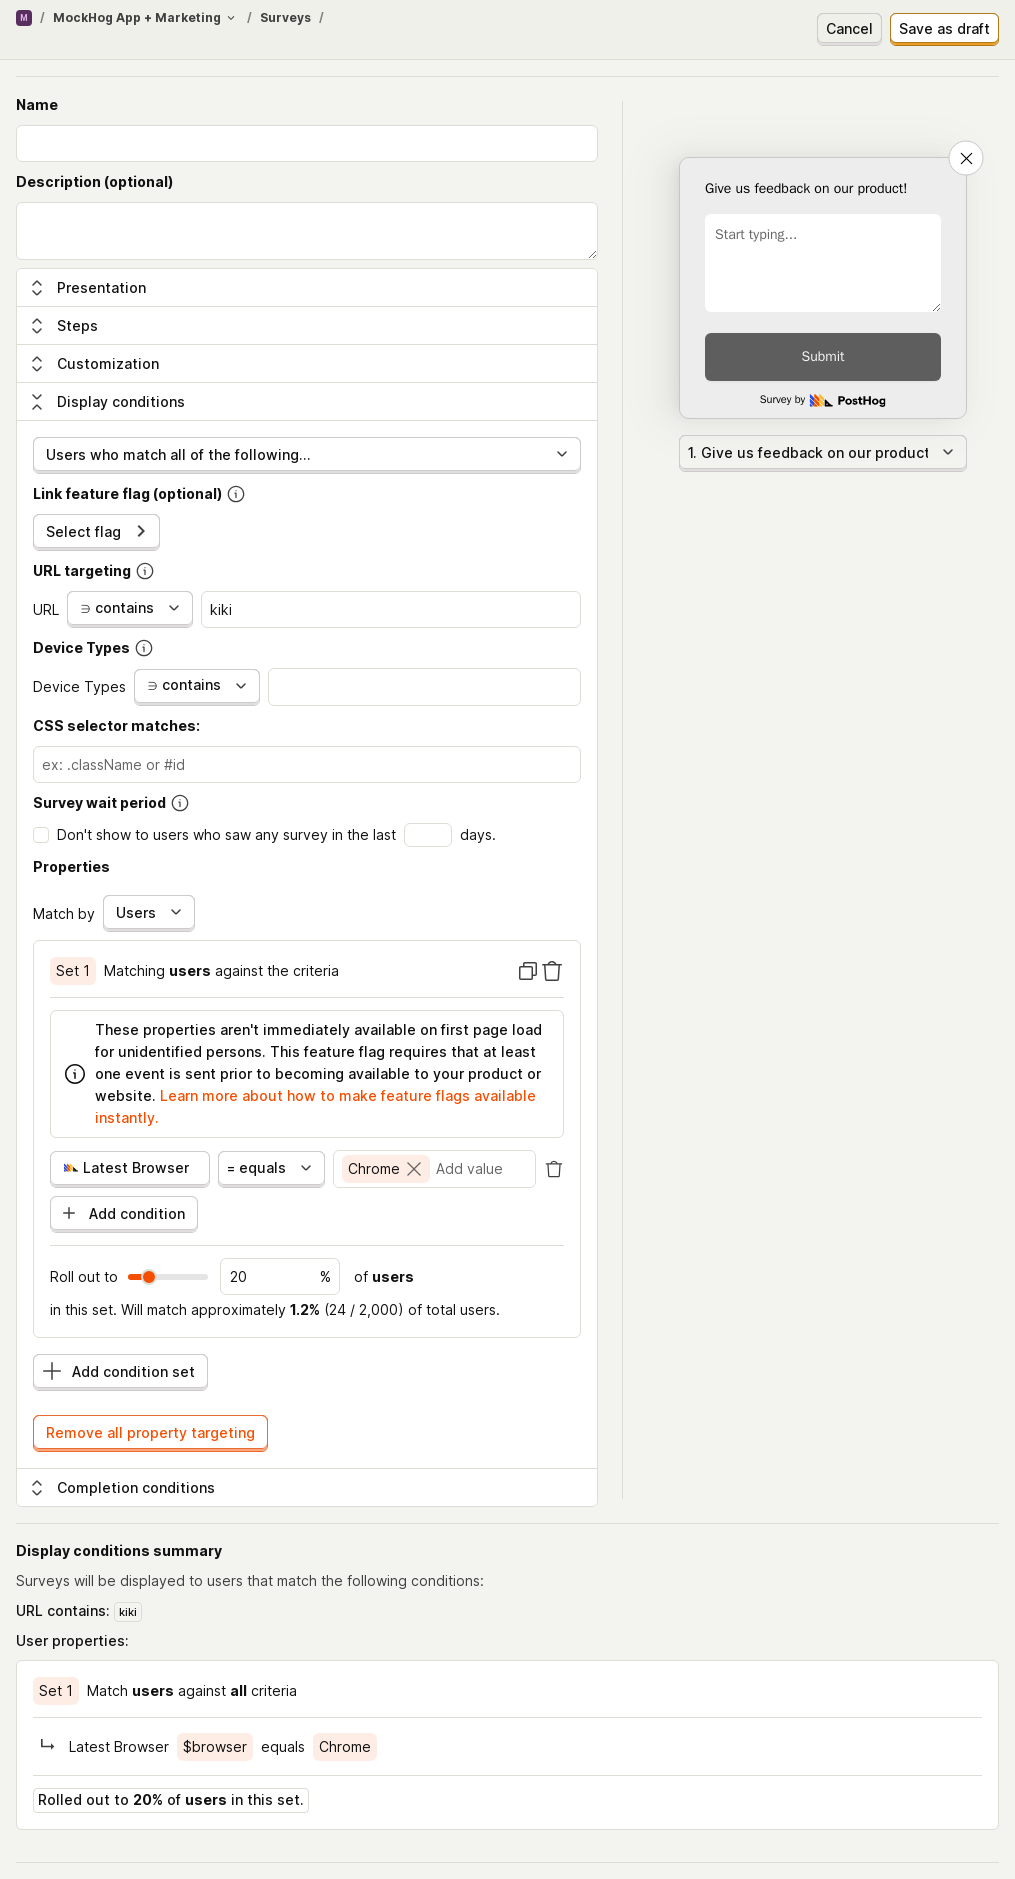 M / MockHog App + Marketing / Surveys /
Cancel
Save as draft
Name
Description (optional)
Presentation
Steps
Customization
Display conditions
Users who match all of the following...
Link feature flag (optional)
Select flag
URL targeting
URL ∋ contains kiki
Device Types
Device Types ∋ contains
CSS selector matches:
ex: .className or #id
Survey wait period
Don't show to users who saw any survey in the last days.
Properties
Match by Users
Set 1 Matching users against the criteria
These properties aren't immediately available on first page load
for unidentified persons. This feature flag requires that at least
one event is sent prior to becoming available to your product or
website. Learn more about how to make feature flags available
instantly.
Latest Browser = equals Chrome Add value
Add condition
Roll out to 20 % of users
in this set. Will match approximately 1.2% (24 / 2,000) of total users.
Add condition set
Remove all property targeting
Completion conditions
Give us feedback on our product!
Start typing...
Submit
Survey by PostHog
1. Give us feedback on our product
Display conditions summary
Surveys will be displayed to users that match the following conditions:
URL contains: kiki
User properties:
Set 1 Match users against all criteria
Latest Browser $browser equals Chrome
Rolled out to 20% of users in this set.